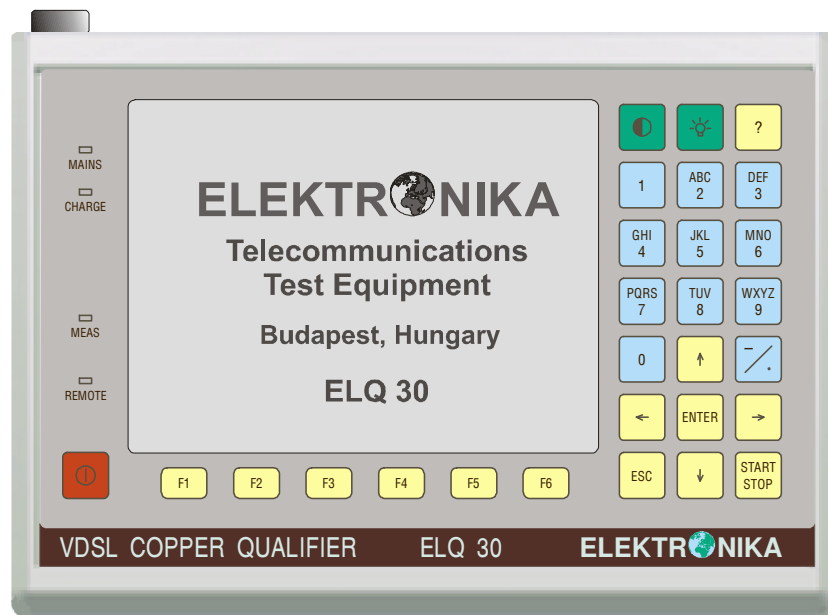 MAINS
CHARGE
MEAS
REMOTE
ELEKTRONIKA
Telecommunications
Test Equipment
Budapest, Hungary
ELQ 30
?
1
ABC
2
DEF
3
GHI
4
JKL
5
MNO
6
PQRS
7
TUV
8
WXYZ
9
0
↑
−/.
←
ENTER
→
ESC
↓
START
STOP
F1
F2
F3
F4
F5
F6
VDSL COPPER QUALIFIER ELQ 30 ELEKTRONIKA